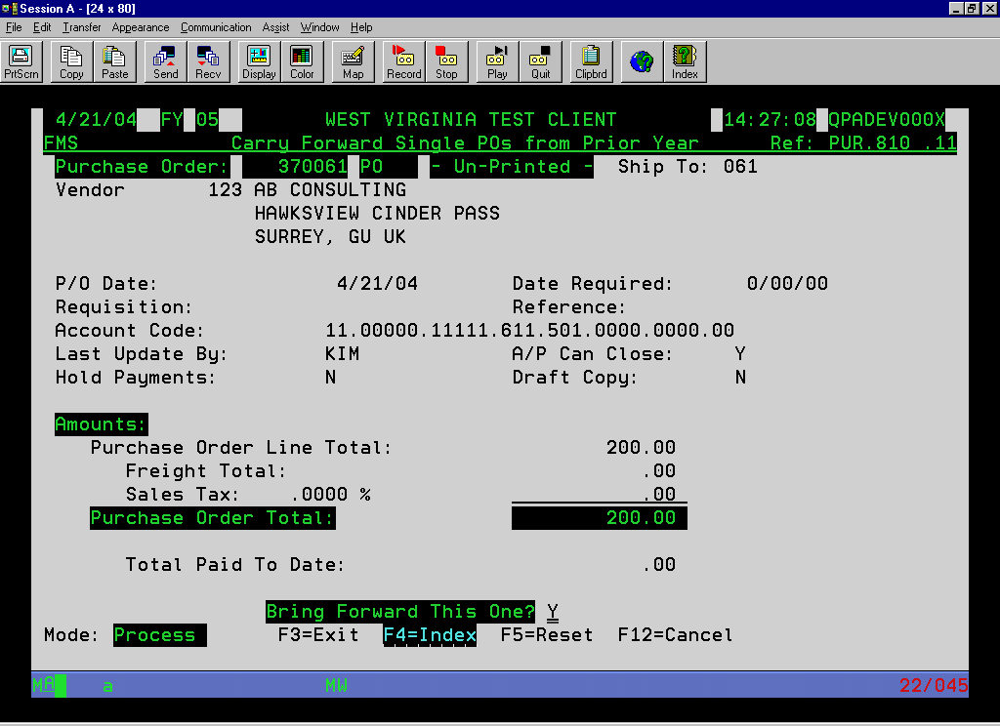 Session A - [24 x 80]
File Edit Transfer Appearance Communication Assist Window Help
PrtScrn Copy Paste Send Recv Display Color Map Record Stop Play Quit Clipbrd Index
4/21/04 FY 05 WEST VIRGINIA TEST CLIENT 14:27:08 QPADEV000X
FMS Carry Forward Single POs from Prior Year Ref: PUR.810 .11
Purchase Order: 370061 PO - Un-Printed - Ship To: 061
Vendor 123 AB CONSULTING
HAWKSVIEW CINDER PASS
SURREY, GU UK
P/O Date: 4/21/04 Date Required: 0/00/00
Requisition: Reference:
Account Code: 11.00000.11111.611.501.0000.0000.00
Last Update By: KIM A/P Can Close: Y
Hold Payments: N Draft Copy: N
Amounts:
Purchase Order Line Total: 200.00
Freight Total: .00
Sales Tax: .0000 % .00
Purchase Order Total: 200.00
Total Paid To Date: .00
Bring Forward This One? Y
Mode: Process F3=Exit F4=Index F5=Reset F12=Cancel
MA a MW 22/045